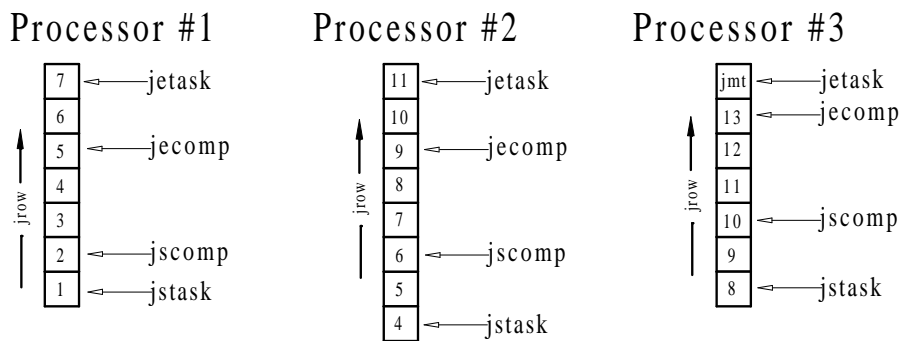 Processor #1
7 jetask
6
5 jecomp
4
3
2 jscomp
1 jstask
jrow
Processor #2
11 jetask
10
9 jecomp
8
7
6 jscomp
5
4 jstask
jrow
Processor #3
jmt jetask
13 jecomp
12
11
10 jscomp
9
8 jstask
jrow